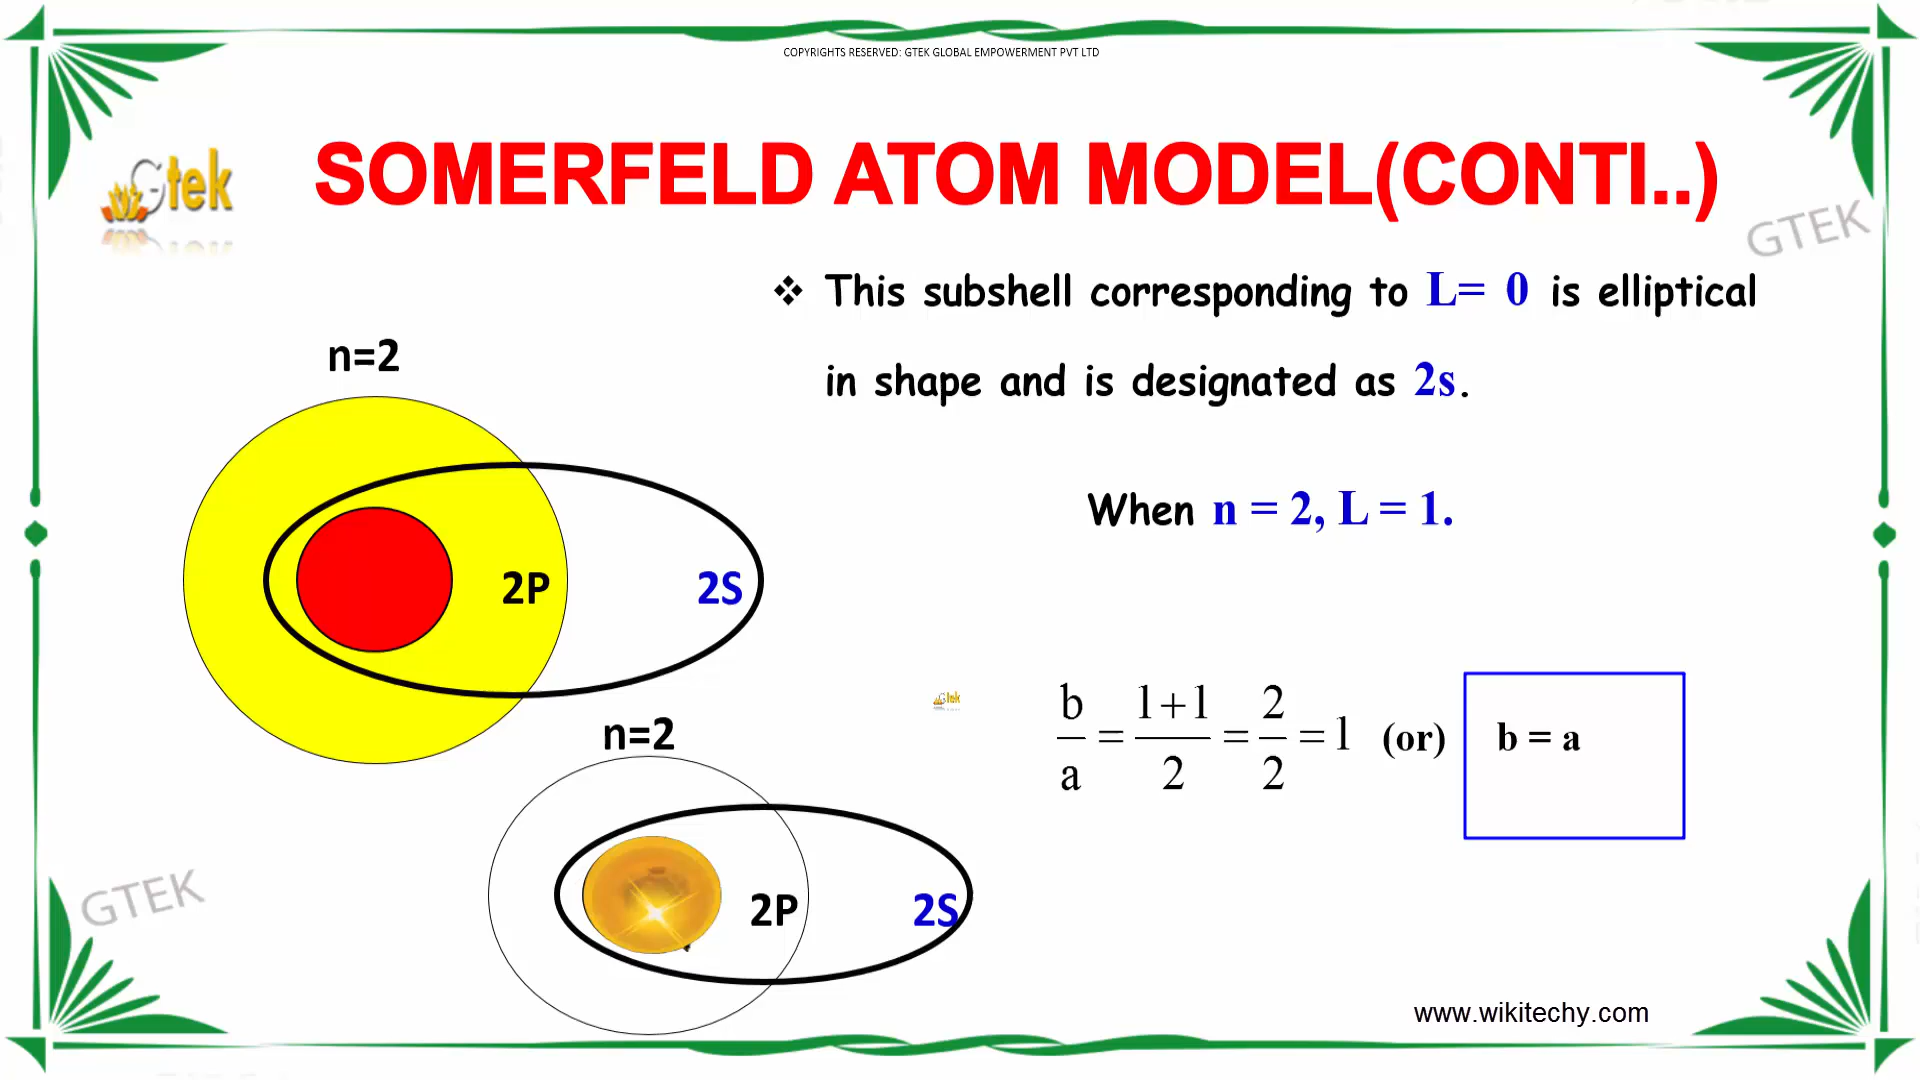 COPYRIGHTS RESERVED: GTEK GLOBAL EMPOWERMENT PVT LTD
Gtek
SOMERFELD ATOM MODEL(CONTI..)
GTEK
❖ This subshell corresponding to L= 0 is elliptical
in shape and is designated as 2s.
n=2
When n = 2, L = 1.
2P
2S
Gtek
n=2
b/a = 1+1/2 = 2/2 = 1 (or) b = a
2P
2S
GTEK
www.wikitechy.com